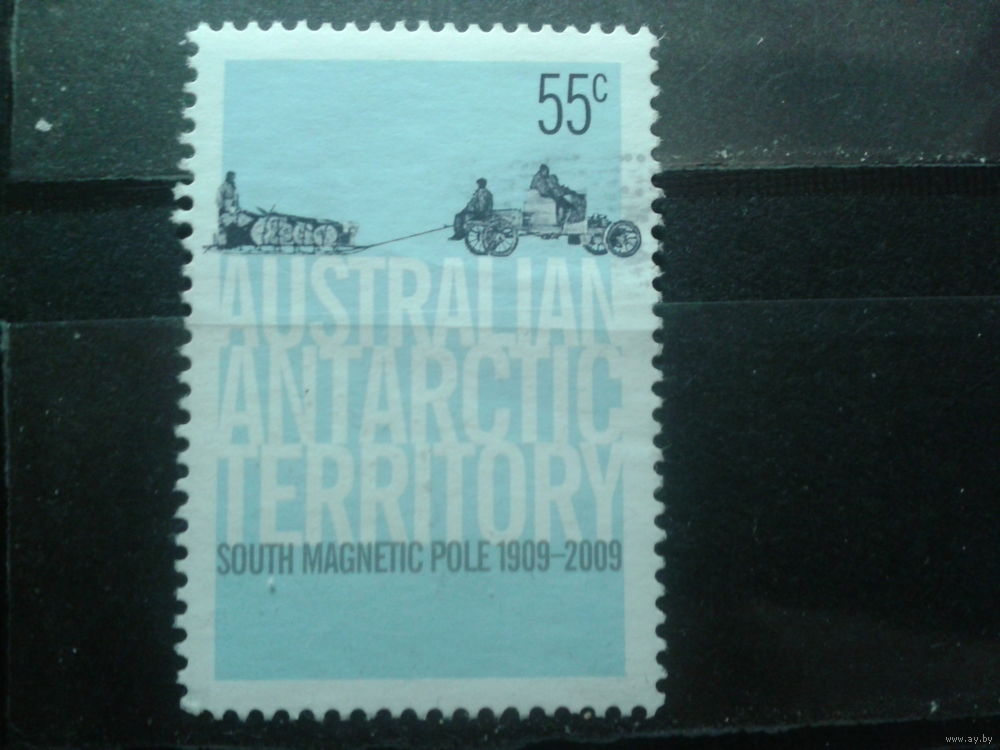 55c
AUSTRALIAN
ANTARCTIC
TERRITORY
SOUTH MAGNETIC POLE 1909–2009
www.ay.by